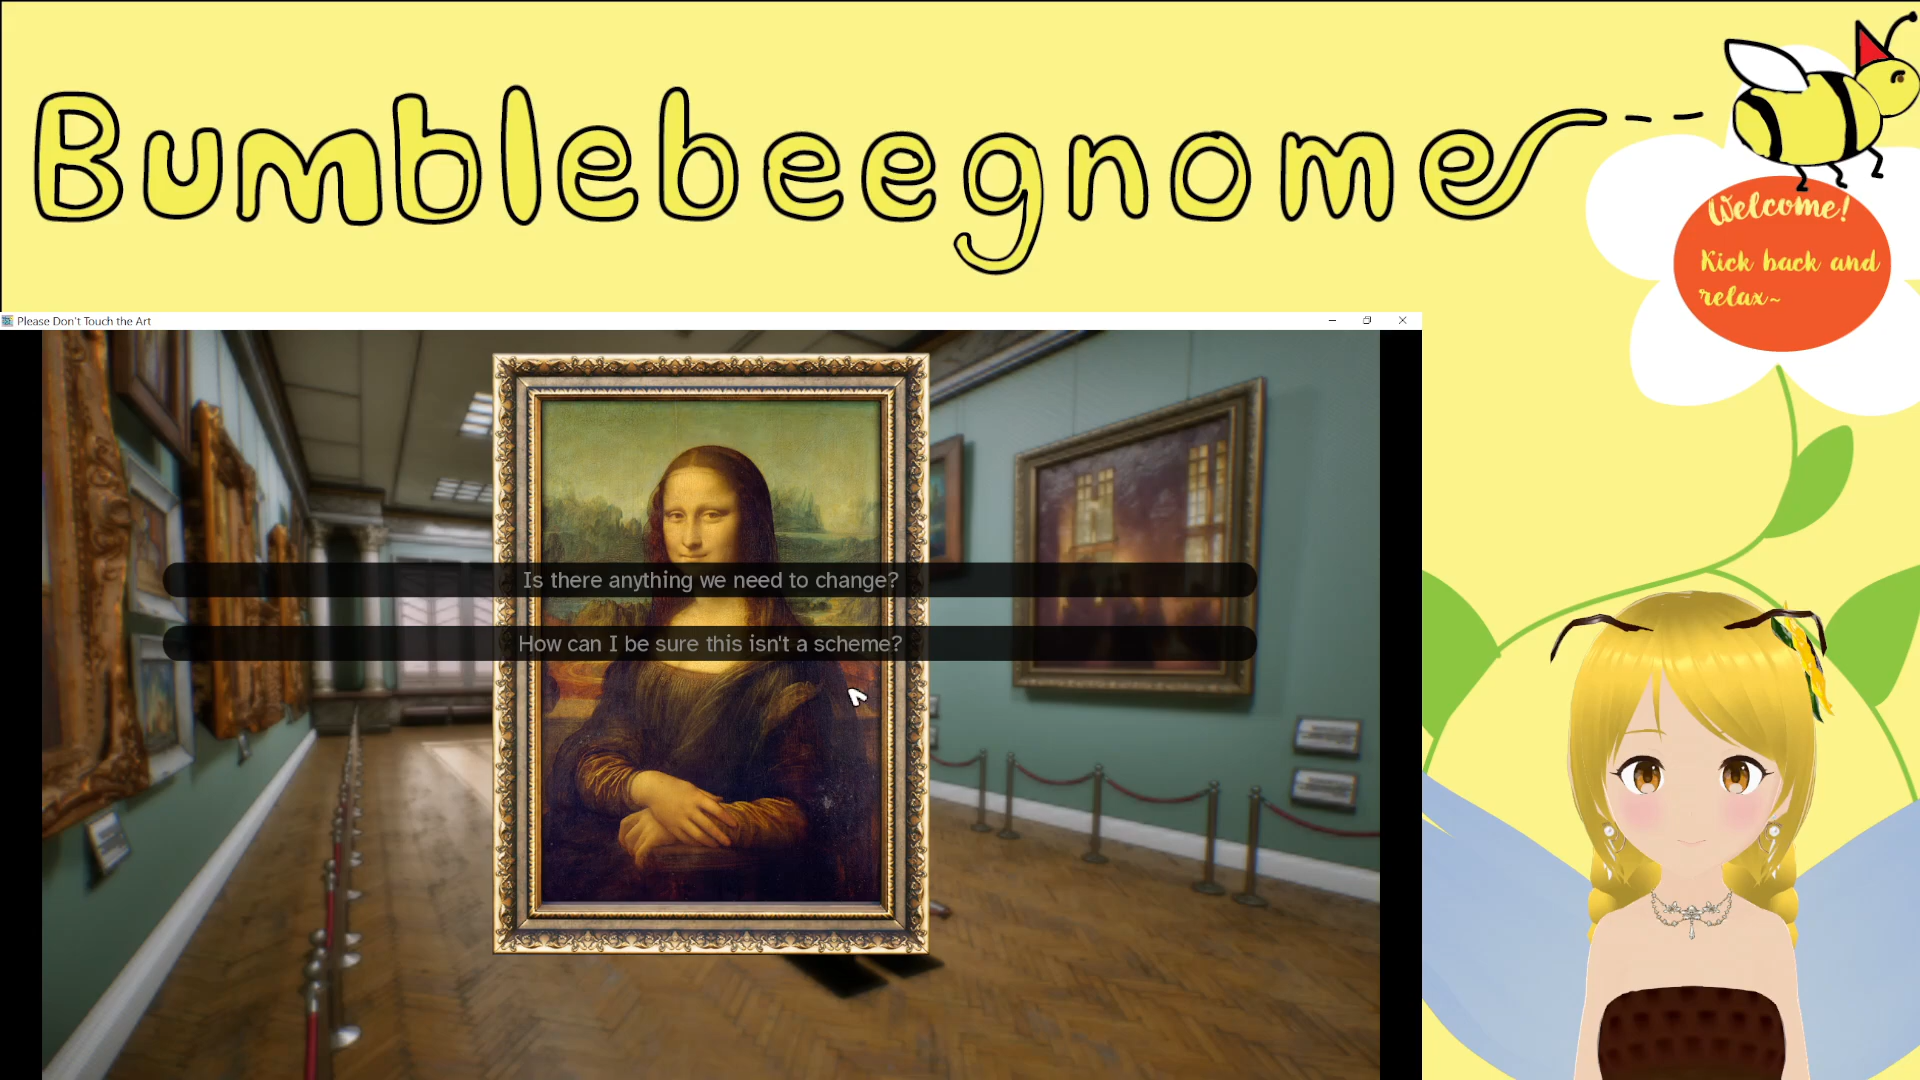 Bumblebeegnome
Welcome!
Kick back and
relax~
Please Don't Touch the Art
Is there anything we need to change?
How can I be sure this isn't a scheme?